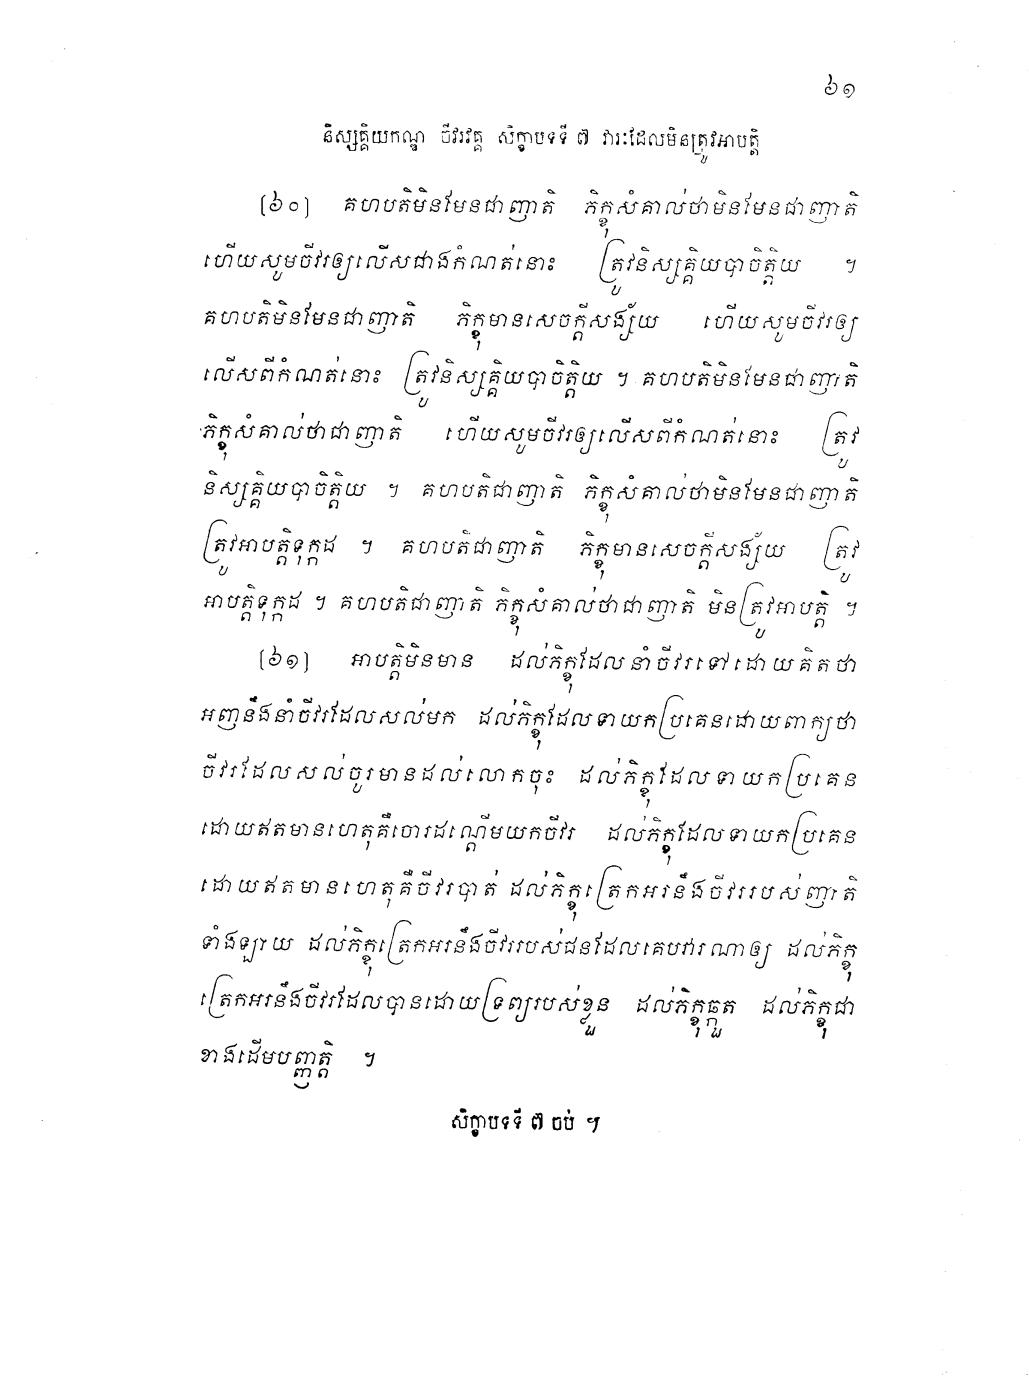 ៦១
និស្សគ្គិយកណ្ឌ ចីវរវគ្គ សិក្ខាបទទី ៧ វារៈដែលមិនត្រូវអាបត្តិ
(៦០) គហបតិមិនមែនជាញាតិ ភិក្ខុសំគាល់ថាមិនមែនជាញាតិ
ហើយសូមចីវរឲ្យលើសជាងកំណត់នោះ ត្រូវនិស្សគ្គិយបាចិត្តិយ ។
គហបតិមិនមែនជាញាតិ ភិក្ខុមានសេចក្តីសង្ស័យ ហើយសូមចីវរឲ្យ
លើសពីកំណត់នោះ ត្រូវនិស្សគ្គិយបាចិត្តិយ ។ គហបតិមិនមែនជាញាតិ
ភិក្ខុសំគាល់ថាជាញាតិ ហើយសូមចីវរឲ្យលើសពីកំណត់នោះ ត្រូវ
និស្សគ្គិយបាចិត្តិយ ។ គហបតិជាញាតិ ភិក្ខុសំគាល់ថាមិនមែនជាញាតិ
ត្រូវអាបត្តិទុក្កដ ។ គហបតិជាញាតិ ភិក្ខុមានសេចក្តីសង្ស័យ ត្រូវ
អាបត្តិទុក្កដ ។ គហបតិជាញាតិ ភិក្ខុសំគាល់ថាជាញាតិ មិនត្រូវអាបត្តិ ។
(៦១) អាបត្តិមិនមាន ដល់ភិក្ខុដែលនាំចីវរទៅដោយគិតថា
អញនឹងនាំចីវរដែលសល់មក ដល់ភិក្ខុដែលទាយកប្រគេនដោយពាក្យថា
ចីវរដែលសល់ចូរមានដល់លោកចុះ ដល់ភិក្ខុដែលទាយកប្រគេន
ដោយឥតមានហេតុគឺចោរដណ្តើមយកចីវរ ដល់ភិក្ខុដែលទាយកប្រគេន
ដោយឥតមានហេតុគឺចីវរបាត់ ដល់ភិក្ខុត្រេកអរនឹងចីវររបស់ញាតិ
ទាំងឡាយ ដល់ភិក្ខុត្រេកអរនឹងចីវររបស់ជនដែលគេបវារណាឲ្យ ដល់ភិក្ខុ
ត្រេកអរនឹងចីវរដែលបានដោយទ្រព្យរបស់ខ្លួន ដល់ភិក្ខុឆ្កួត ដល់ភិក្ខុជា
ខាងដើមបញ្ញត្តិ ។
សិក្ខាបទទី ៧ ចប់ ។